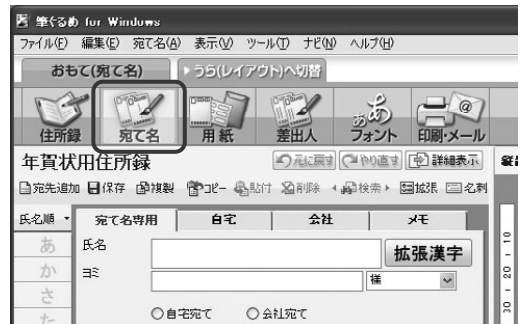 筆ぐるめ for Windows
ファイル(F) 編集(E) 宛て名(A) 表示(V) ツール(T) ナビ(N) ヘルプ(H)
おもて(宛て名) うら(レイアウト)へ切替
住所録 宛て名 用紙 差出人 フォント 印刷・メール
年賀状用住所録 元に戻す やり直す 詳細表示
宛先追加 保存 複製 コピー 貼付 削除 検索 拡張 名刺
氏名順 宛て名専用 自宅 会社 メモ
あ 氏名 拡張漢字
か ヨミ 様
さ
た 自宅宛て 会社宛て